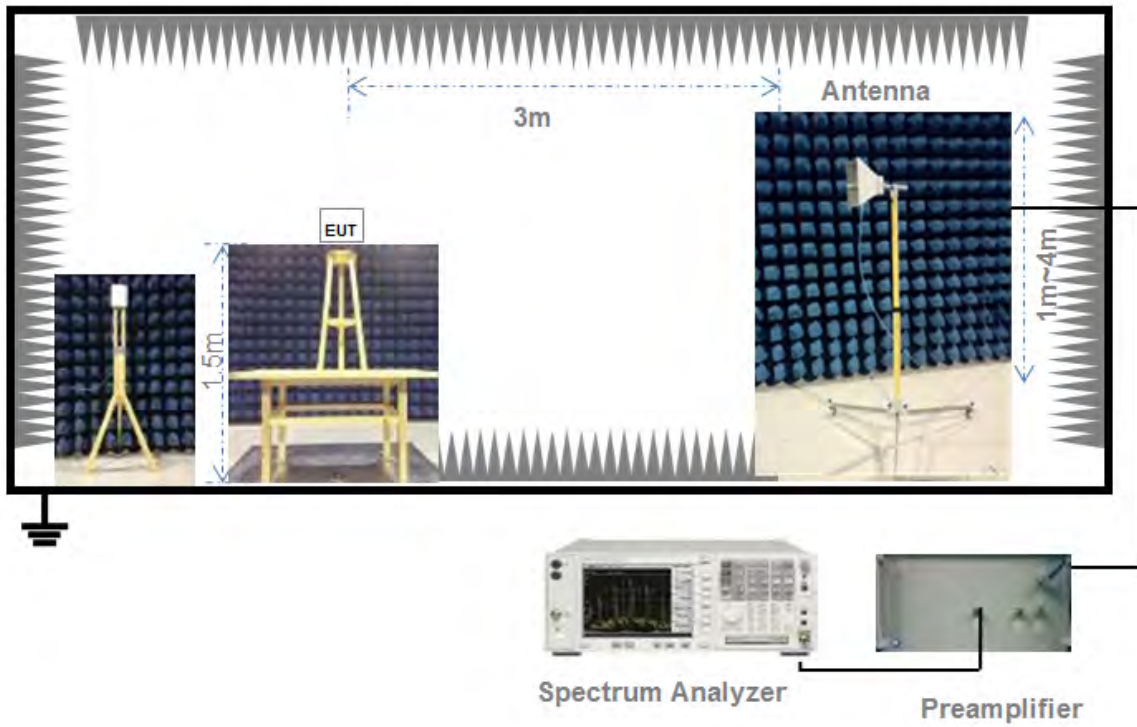 Antenna
3m
EUT
1.5m
1m~4m
Spectrum Analyzer
Preamplifier